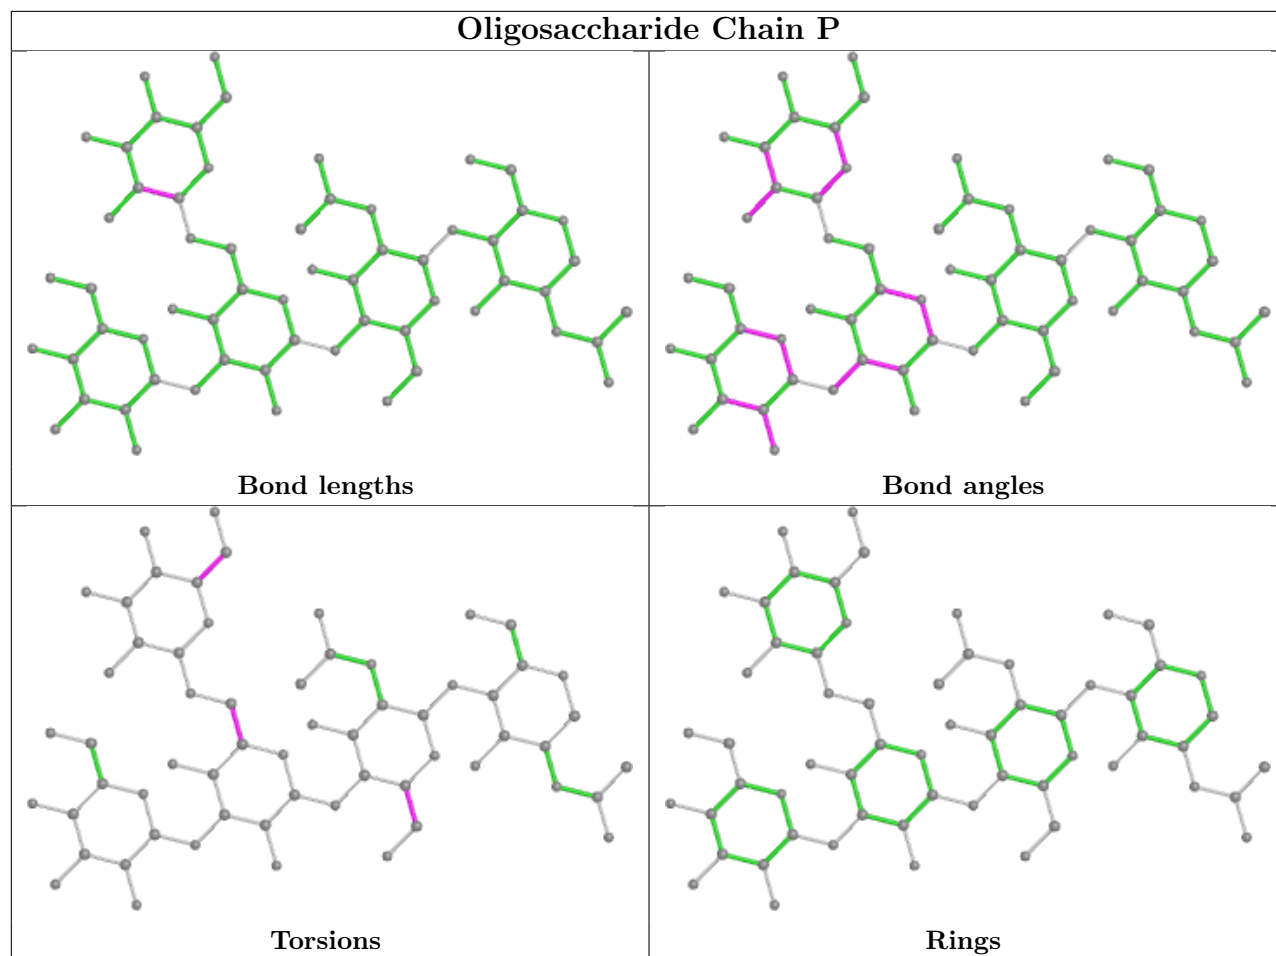 Oligosaccharide Chain P
Bond lengths
Bond angles
Torsions
Rings